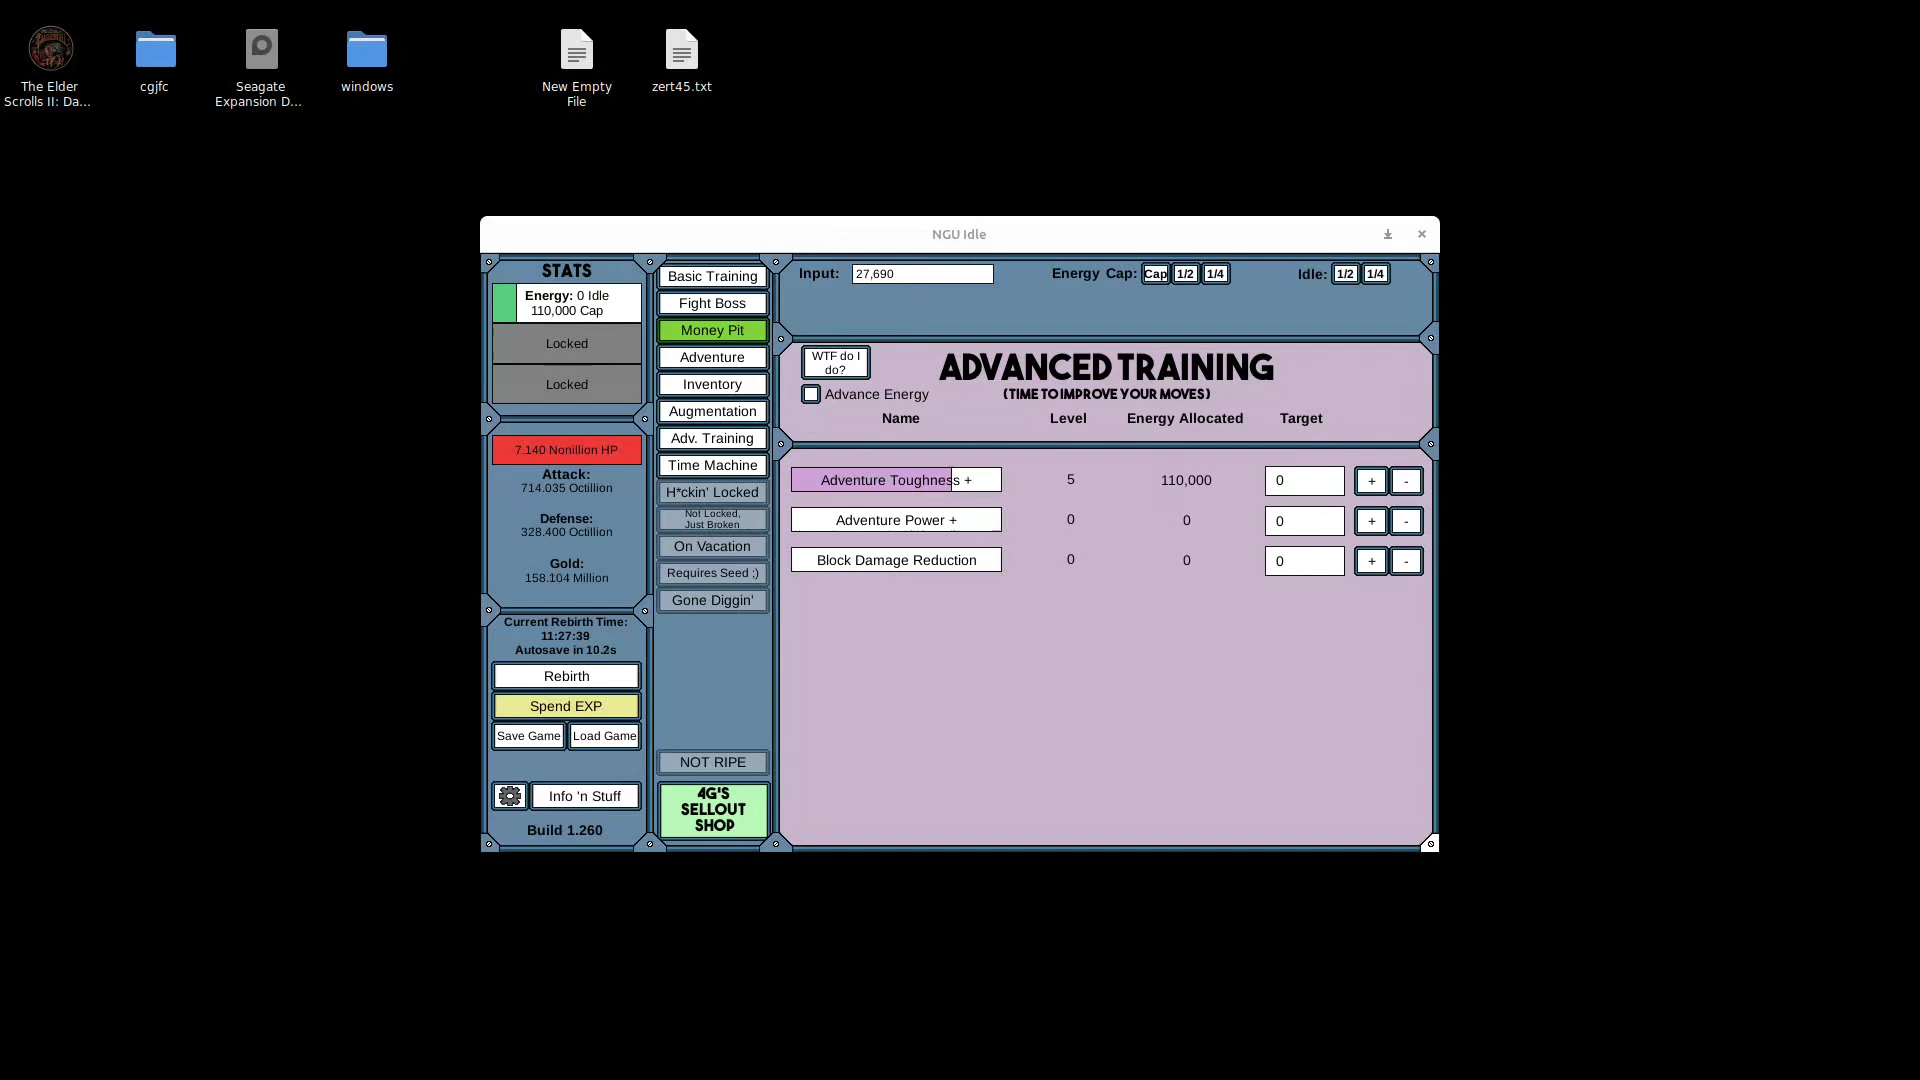 The Elder
Scrolls II: Da...
cgjfc
Seagate
Expansion D...
windows
New Empty
File
zert45.txt
NGU Idle
STATS
Energy: 0 Idle
110,000 Cap
Locked
Locked
7.140 Nonillion HP
Attack:
714.035 Octillion
Defense:
328.400 Octillion
Gold:
158.104 Million
Current Rebirth Time:
11:27:39
Autosave in 10.2s
Rebirth
Spend EXP
Save Game
Load Game
Info 'n Stuff
Build 1.260
Basic Training
Fight Boss
Money Pit
Adventure
Inventory
Augmentation
Adv. Training
Time Machine
H*ckin' Locked
Not Locked,
Just Broken
On Vacation
Requires Seed ;)
Gone Diggin'
NOT RIPE
4G'S
SELLOUT
SHOP
Input: 27,690
Energy Cap: Cap 1/2 1/4
Idle: 1/2 1/4
WTF do I
do?
ADVANCED TRAINING
(TIME TO IMPROVE YOUR MOVES)
Advance Energy
Name Level Energy Allocated Target
Adventure Toughness + 5 110,000 0 + -
Adventure Power + 0 0 0 + -
Block Damage Reduction 0 0 0 + -